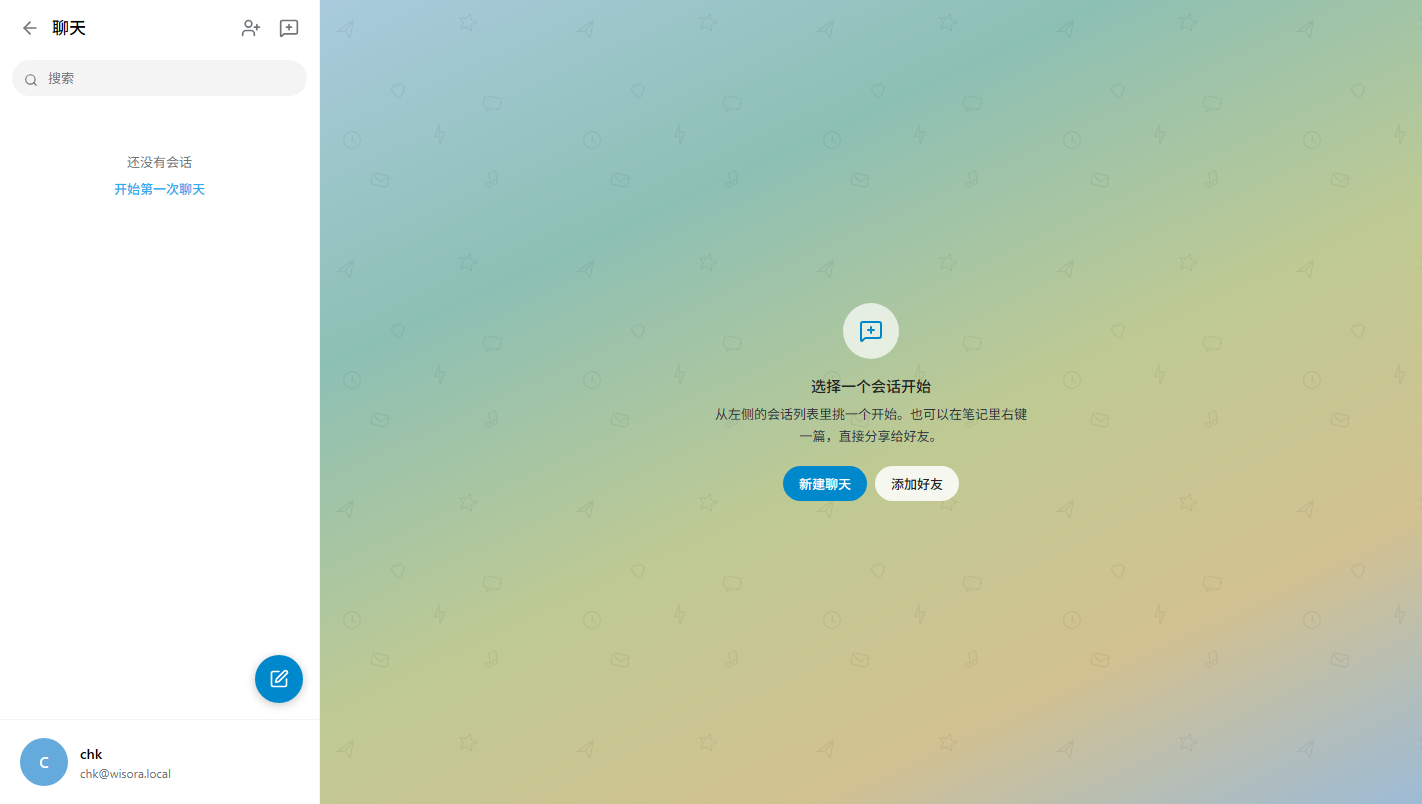 聊天
搜索
还没有会话
开始第一次聊天
选择一个会话开始
从左侧的会话列表里挑一个开始。也可以在笔记里右键
一篇，直接分享给好友。
新建聊天
添加好友
C
chk
chk@wisora.local